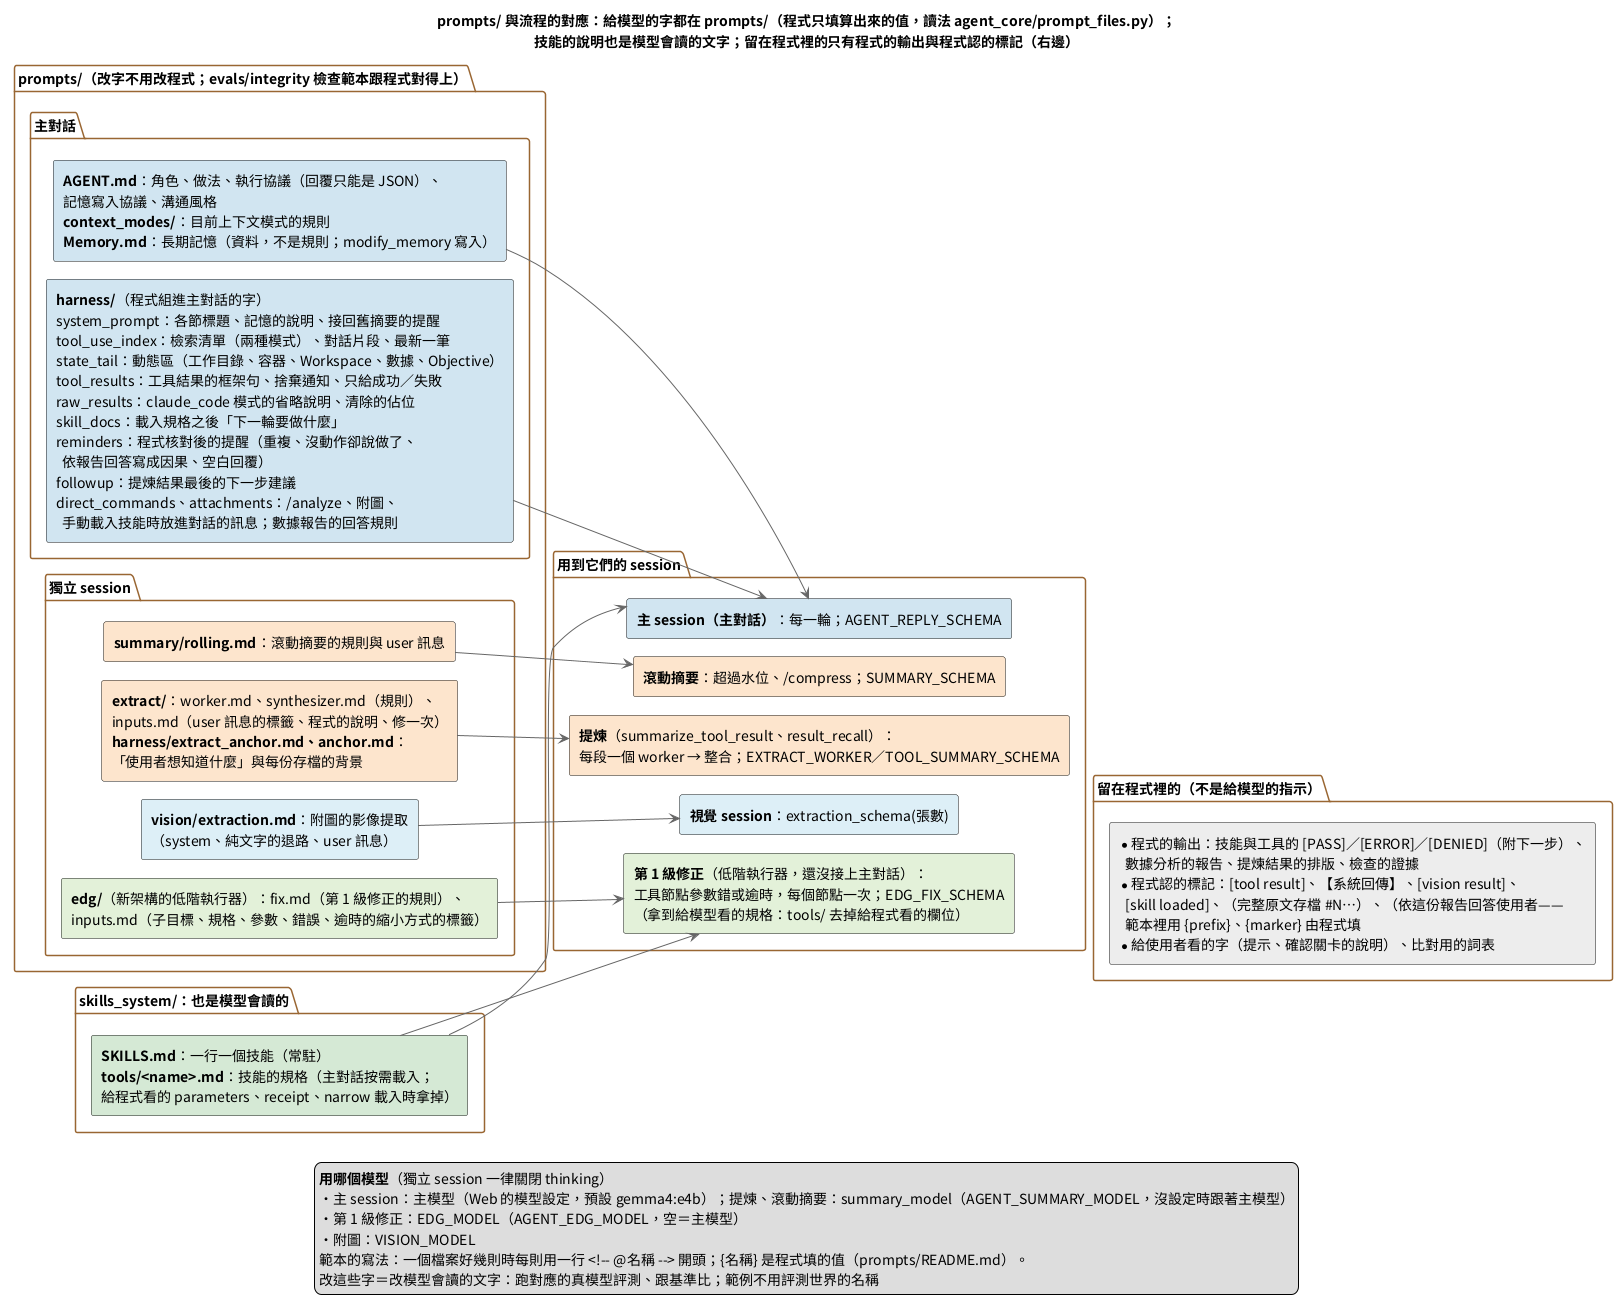 prompts/ 與流程的對應：給模型的字都在 prompts/（程式只填算出來的值，讀法 agent_core/prompt_files.py）；
技能的說明也是模型會讀的文字；留在程式裡的只有程式的輸出與程式認的標記（右邊）
prompts/（改字不用改程式；evals/integrity 檢查範本跟程式對得上）
主對話
AGENT.md：角色、做法、執行協議（回覆只能是 JSON）、
記憶寫入協議、溝通風格
context_modes/：目前上下文模式的規則
Memory.md：長期記憶（資料，不是規則；modify_memory 寫入）
harness/（程式組進主對話的字）
system_prompt：各節標題、記憶的說明、接回舊摘要的提醒
tool_use_index：檢索清單（兩種模式）、對話片段、最新一筆
state_tail：動態區（工作目錄、容器、Workspace、數據、Objective）
tool_results：工具結果的框架句、捨棄通知、只給成功／失敗
raw_results：claude_code 模式的省略說明、清除的佔位
skill_docs：載入規格之後「下一輪要做什麼」
reminders：程式核對後的提醒（重複、沒動作卻說做了、
依報告回答寫成因果、空白回覆）
followup：提煉結果最後的下一步建議
direct_commands、attachments：/analyze、附圖、
手動載入技能時放進對話的訊息；數據報告的回答規則
獨立 session
summary/rolling.md：滾動摘要的規則與 user 訊息
extract/：worker.md、synthesizer.md（規則）、
inputs.md（user 訊息的標籤、程式的說明、修一次）
harness/extract_anchor.md、anchor.md：
「使用者想知道什麼」與每份存檔的背景
vision/extraction.md：附圖的影像提取
（system、純文字的退路、user 訊息）
edg/（新架構的低階執行器）：fix.md（第 1 級修正的規則）、
inputs.md（子目標、規格、參數、錯誤、逾時的縮小方式的標籤）
用到它們的 session
主 session（主對話）：每一輪；AGENT_REPLY_SCHEMA
滾動摘要：超過水位、/compress；SUMMARY_SCHEMA
提煉（summarize_tool_result、result_recall）：
每段一個 worker → 整合；EXTRACT_WORKER／TOOL_SUMMARY_SCHEMA
視覺 session：extraction_schema(張數)
第 1 級修正（低階執行器，還沒接上主對話）：
工具節點參數錯或逾時，每個節點一次；EDG_FIX_SCHEMA
（拿到給模型看的規格：tools/ 去掉給程式看的欄位）
留在程式裡的（不是給模型的指示）
• 程式的輸出：技能與工具的 [PASS]／[ERROR]／[DENIED]（附下一步）、
數據分析的報告、提煉結果的排版、檢查的證據
• 程式認的標記：[tool result]、【系統回傳】、[vision result]、
[skill loaded]、（完整原文存檔 #N…）、（依這份報告回答使用者——
範本裡用 {prefix}、{marker} 由程式填
• 給使用者看的字（提示、確認關卡的說明）、比對用的詞表
skills_system/：也是模型會讀的
SKILLS.md：一行一個技能（常駐）
tools/<name>.md：技能的規格（主對話按需載入；
給程式看的 parameters、receipt、narrow 載入時拿掉）
用哪個模型（獨立 session 一律關閉 thinking）
・主 session：主模型（Web 的模型設定，預設 gemma4:e4b）；提煉、滾動摘要：summary_model（AGENT_SUMMARY_MODEL，沒設定時跟著主模型）
・第 1 級修正：EDG_MODEL（AGENT_EDG_MODEL，空＝主模型）
・附圖：VISION_MODEL
範本的寫法：一個檔案好幾則時每則用一行 <!-- @名稱 --> 開頭；{名稱} 是程式填的值（prompts/README.md）。
改這些字＝改模型會讀的文字：跑對應的真模型評測、跟基準比；範例不用評測世界的名稱